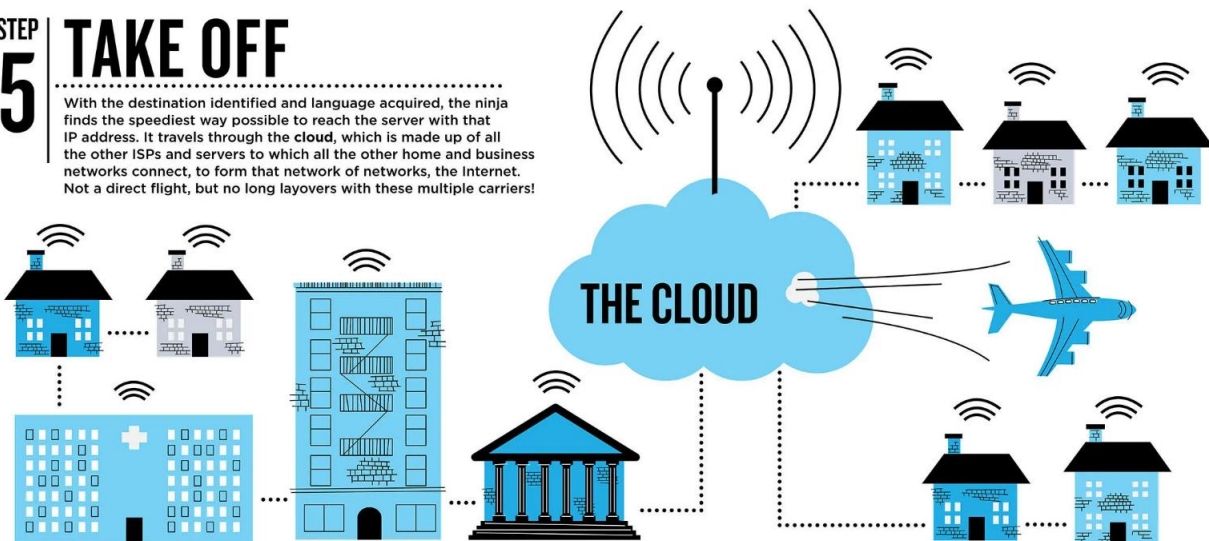 STEP
5
TAKE OFF
With the destination identified and language acquired, the ninja
finds the speediest way possible to reach the server with that
IP address. It travels through the cloud, which is made up of all
the other ISPs and servers to which all the other home and business
networks connect, to form that network of networks, the Internet.
Not a direct flight, but no long layovers with these multiple carriers!
THE CLOUD